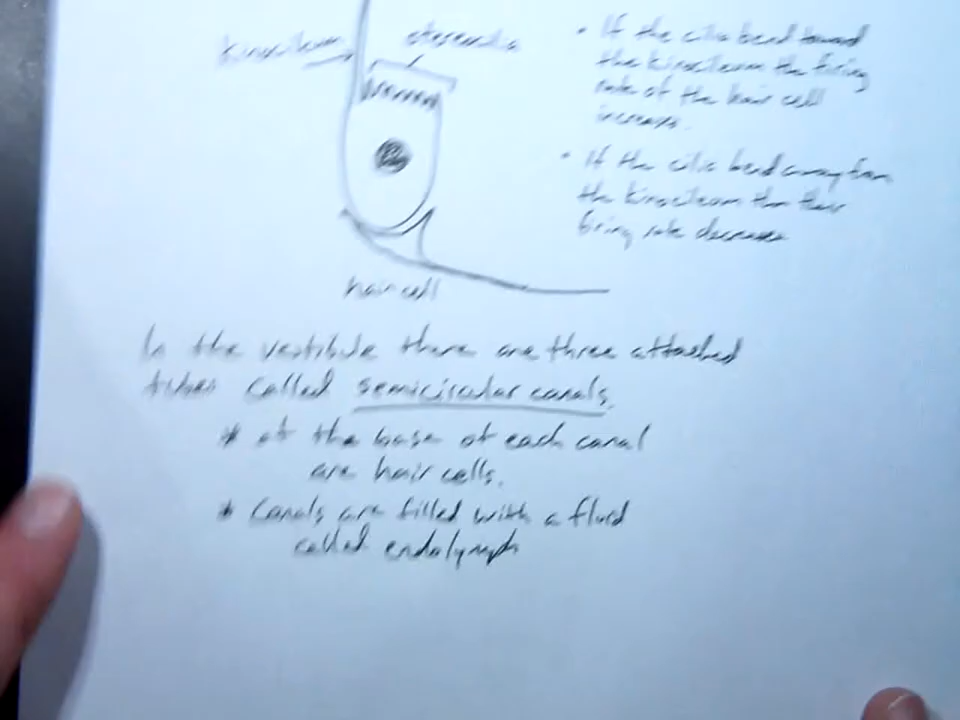 kinocilium
stereocilia
• If the cilia bend toward
the kinocilium the firing
rate of the hair cell
increases.
• If the cilia bend away from
the kinocilium then their
firing rate decreases
hair cell
In the vestibule there are three attached
tubes called semicircular canals.
* at the base of each canal
are hair cells.
* Canals are filled with a fluid
called endolymph